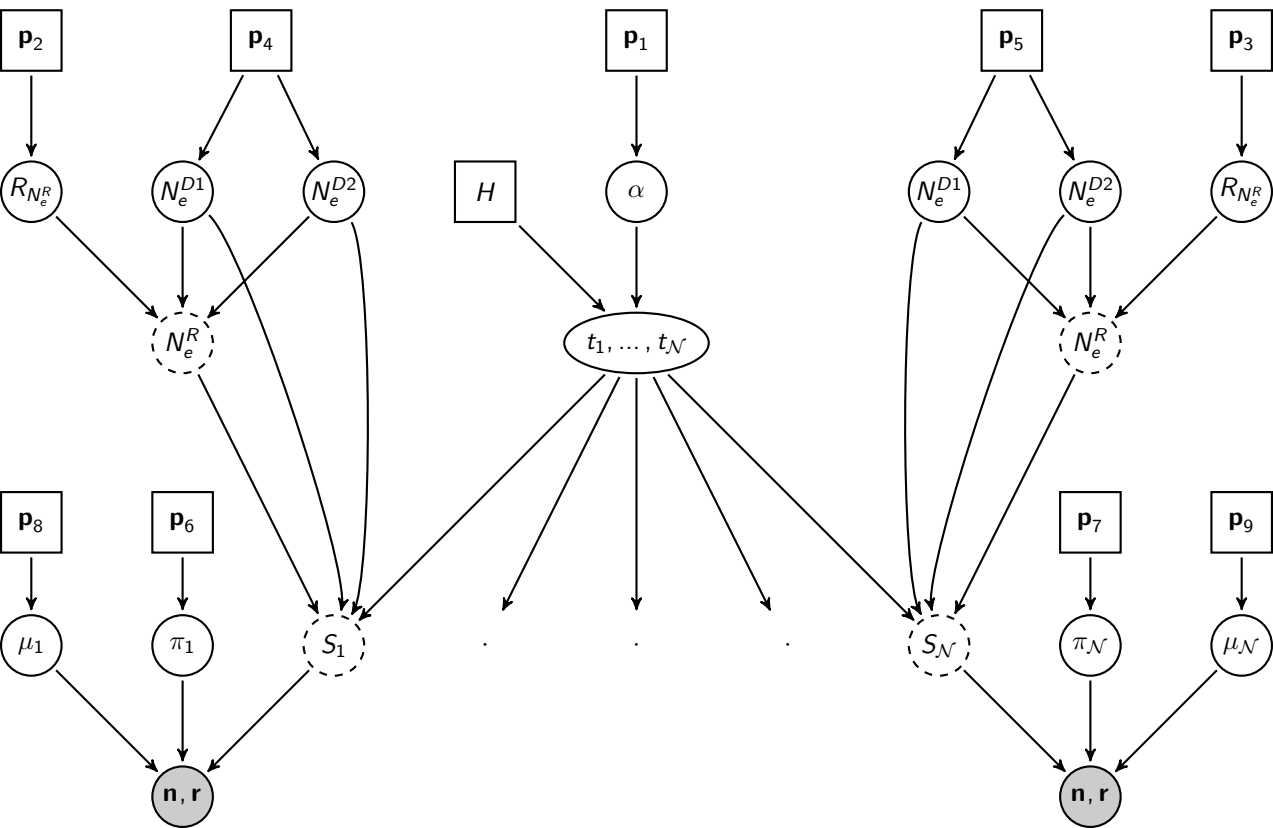 𝐩₂ 𝐩₄ 𝐩₁ 𝐩₅ 𝐩₃
R_{N_e^R} N_e^{D1} N_e^{D2} H α N_e^{D1} N_e^{D2} R_{N_e^R}
N_e^R t₁, ... , t_𝒩 N_e^R
𝐩₈ 𝐩₆ 𝐩₇ 𝐩₉
μ₁ π₁ S₁ . . . S_𝒩 π_𝒩 μ_𝒩
𝐧, 𝐫 𝐧, 𝐫